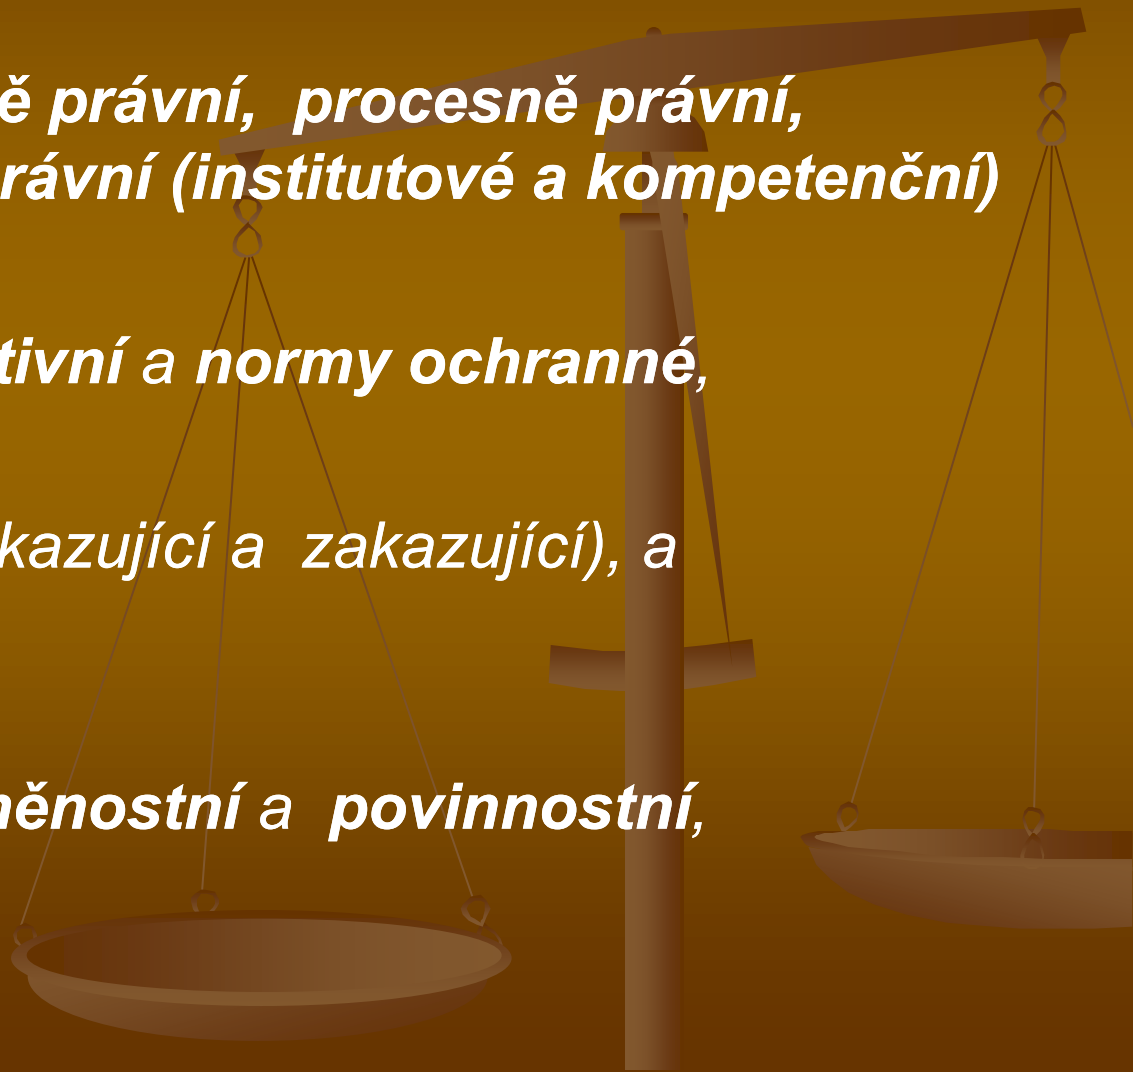 ě právní, procesně právní,
rávní (institutové a kompetenční)
tivní a normy ochranné,
kazující a zakazující), a
měnostní a povinnostní,